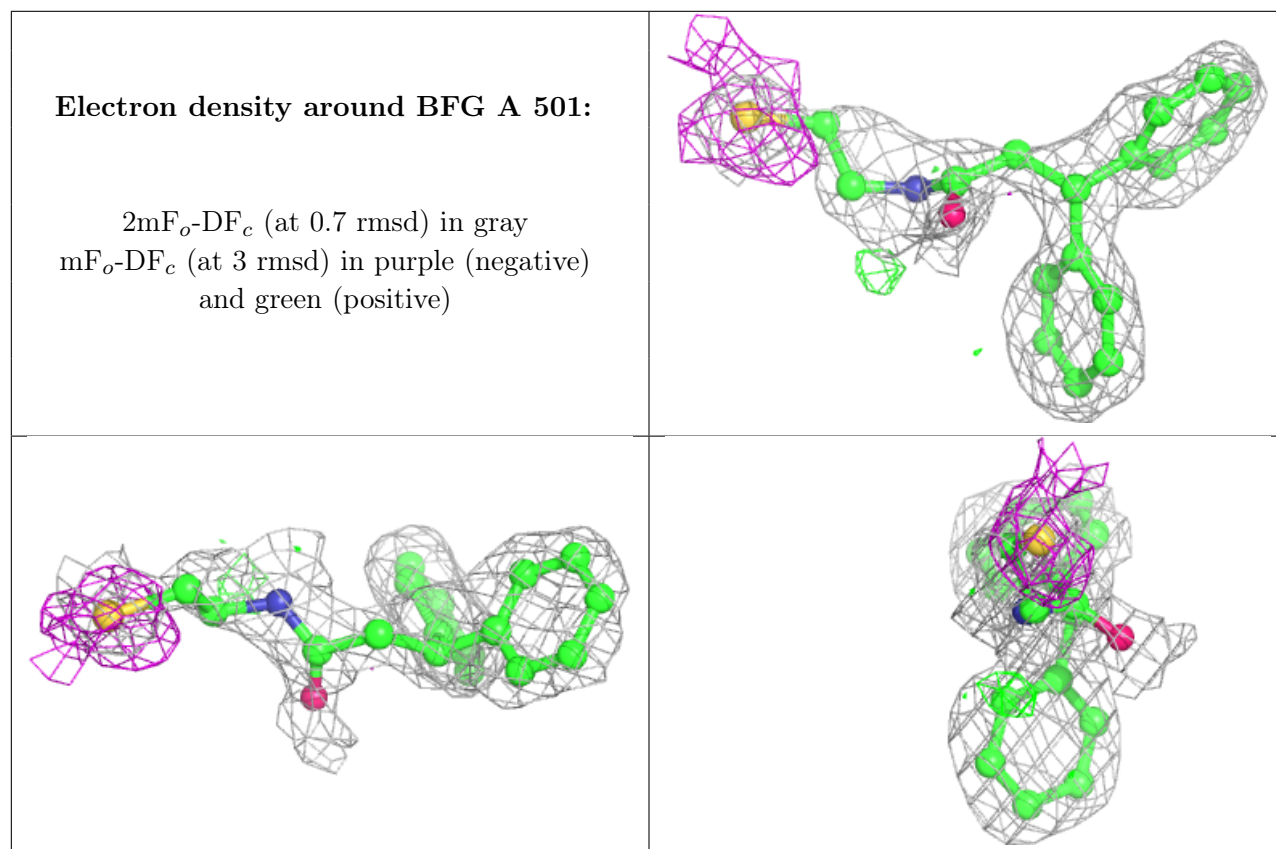 Electron density around BFG A 501:
2mFo-DFc (at 0.7 rmsd) in gray
mFo-DFc (at 3 rmsd) in purple (negative)
and green (positive)